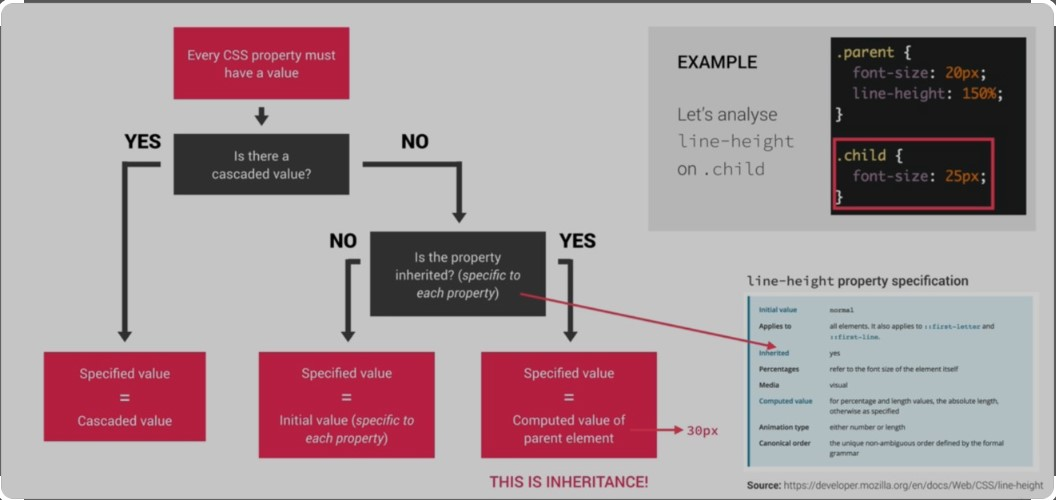 Every CSS property must
have a value
YES
Is there a
cascaded value?
NO
NO
Is the property
inherited? (specific to
each property)
YES
Specified value
=
Cascaded value
Specified value
=
Initial value (specific to
each property)
Specified value
=
Computed value of
parent element
30px
THIS IS INHERITANCE!
EXAMPLE
Let's analyse
line-height
on .child
.parent {
font-size: 20px;
line-height: 150%;
}
.child {
font-size: 25px;
}
line-height property specification
Initial value normal
Applies to all elements. It also applies to ::first-letter and
::first-line.
Inherited yes
Percentages refer to the font size of the element itself
Media visual
Computed value for percentage and length values, the absolute length,
otherwise as specified
Animation type either number or length
Canonical order the unique non-ambiguous order defined by the formal
grammar
Source: https://developer.mozilla.org/en/docs/Web/CSS/line-height